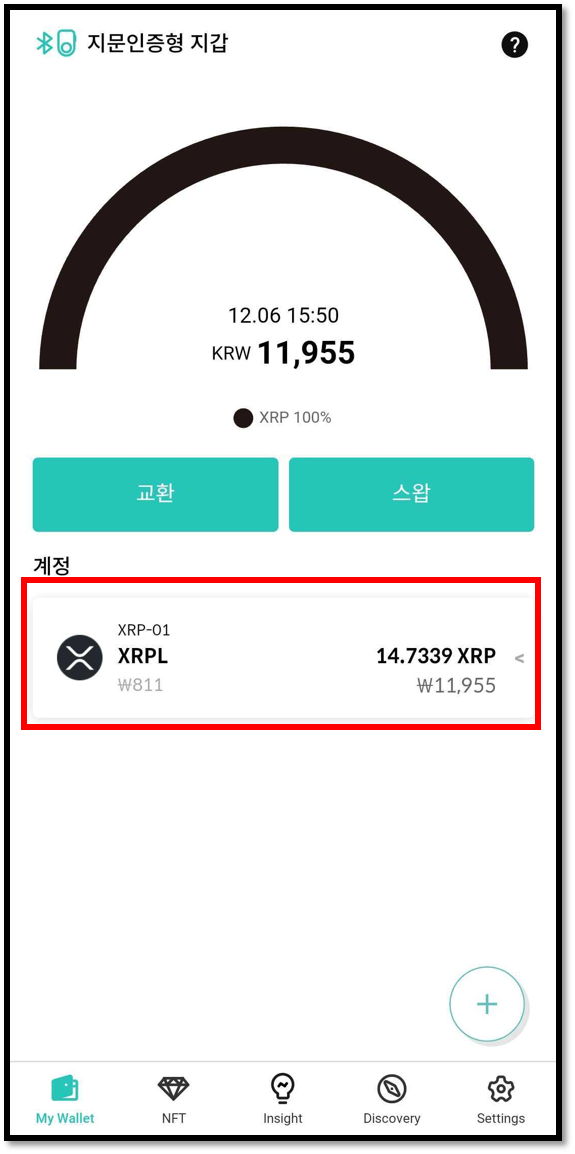 지문인증형 지갑
?
12.06 15:50
KRW 11,955
XRP 100%
교환
스왑
계정
XRP-01
XRPL
14.7339 XRP
<
₩811
₩11,955
+
My Wallet
NFT
Insight
Discovery
Settings